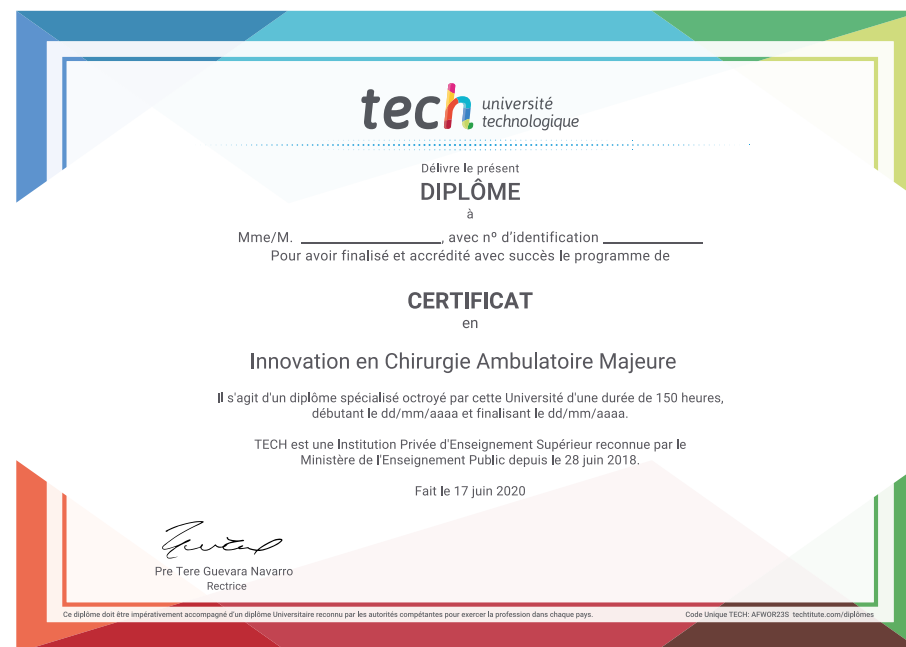 tech université
technologique
Délivre le présent
DIPLÔME
à
Mme/M. ____________________, avec nº d'identification ______________
Pour avoir finalisé et accrédité avec succès le programme de
CERTIFICAT
en
Innovation en Chirurgie Ambulatoire Majeure
Il s'agit d'un diplôme spécialisé octroyé par cette Université d'une durée de 150 heures,
débutant le dd/mm/aaaa et finalisant le dd/mm/aaaa.
TECH est une Institution Privée d'Enseignement Supérieur reconnue par le
Ministère de l'Enseignement Public depuis le 28 juin 2018.
Fait le 17 juin 2020
Pre Tere Guevara Navarro
Rectrice
Ce diplôme doit être impérativement accompagné d'un diplôme Universitaire reconnu par les autorités compétantes pour exercer la profession dans chaque pays.
Code Unique TECH: AFWOR23S techtitute.com/diplômes